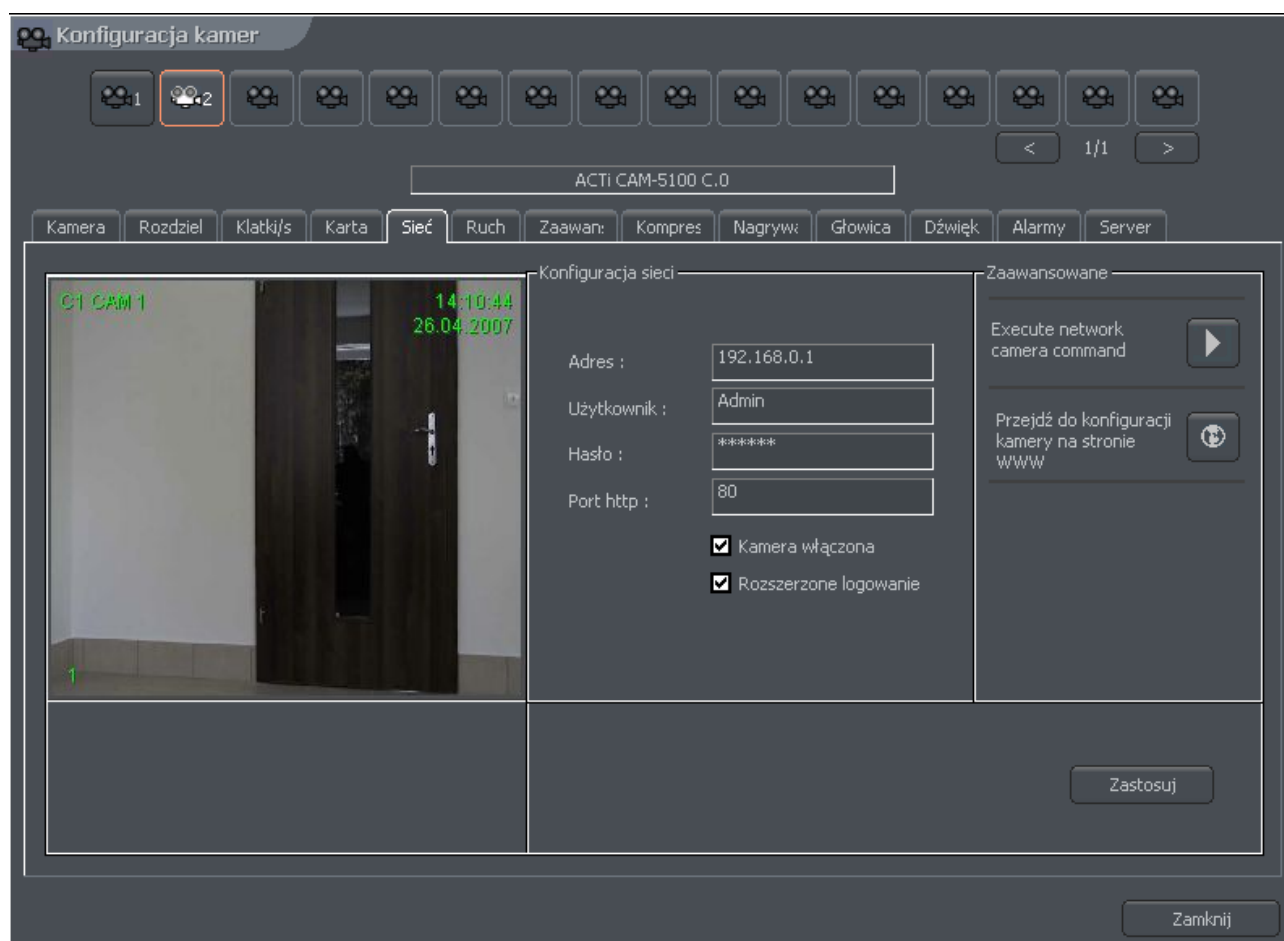 Konfiguracja kamer
1
2
< 1/1 >
ACTi CAM-5100 C.0
Kamera Rozdziel Klatki/s Karta Sieć Ruch Zaawan: Kompres Nagrywa Głowica Dźwięk Alarmy Server
C1 CAM 1
14:10:44
26.04.2007
1
Konfiguracja sieci
Adres : 192.168.0.1
Użytkownik : Admin
Hasło : ******
Port http : 80
Kamera włączona
Rozszerzone logowanie
Zaawansowane
Execute network
camera command
Przejdź do konfiguracji
kamery na stronie
WWW
Zastosuj
Zamknij